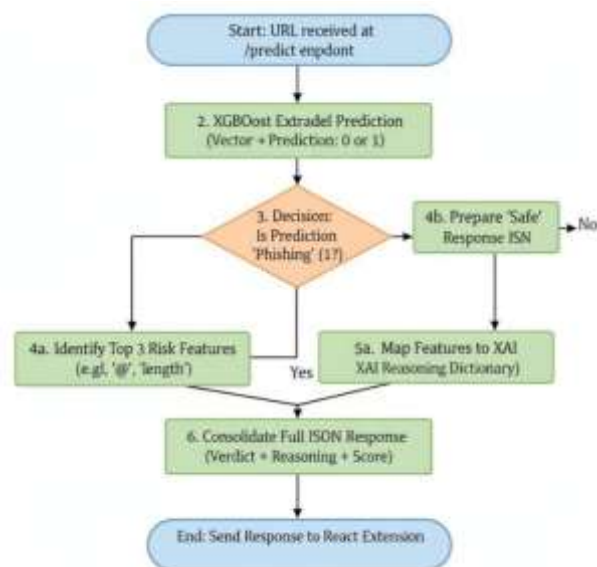 Start: URL received at
/predict enpdont
2. XGBOost Extradel Prediction
(Vector + Prediction: 0 or 1)
3. Decision:
Is Prediction
'Phishing' (1?)
4b. Prepare 'Safe'
Response ISN
No
4a. Identify Top 3 Risk Features
(e.gl, '@', 'length')
Yes
5a. Map Features to XAI
XAI Reasoning Dictionary)
6. Consolidate Full ISON Response
(Verdict + Reasoning + Score)
End: Send Response to React Extension